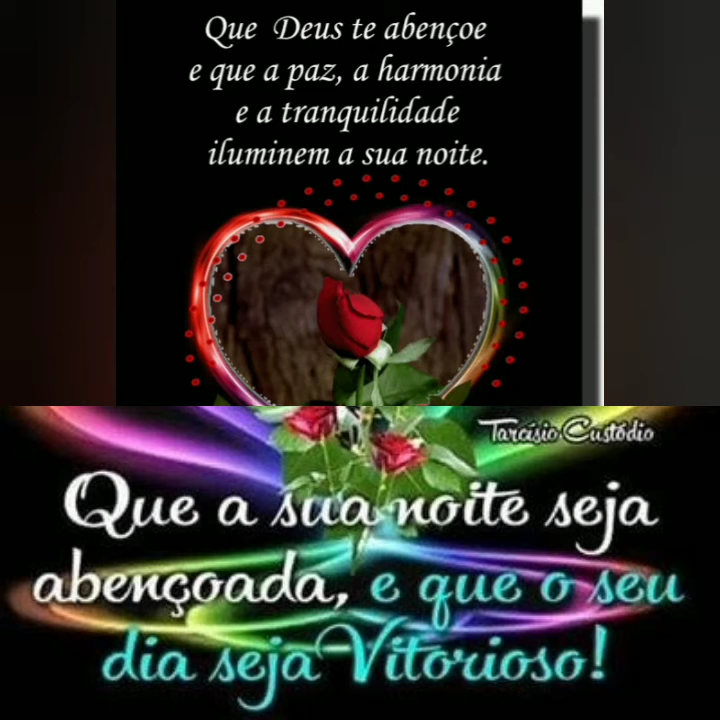 Que Deus te abençoe
e que a paz, a harmonia
e a tranquilidade
iluminem a sua noite.
Tarcísio Custódio
Que a sua noite seja
abençoada, e que o seu
dia seja Vitorioso!